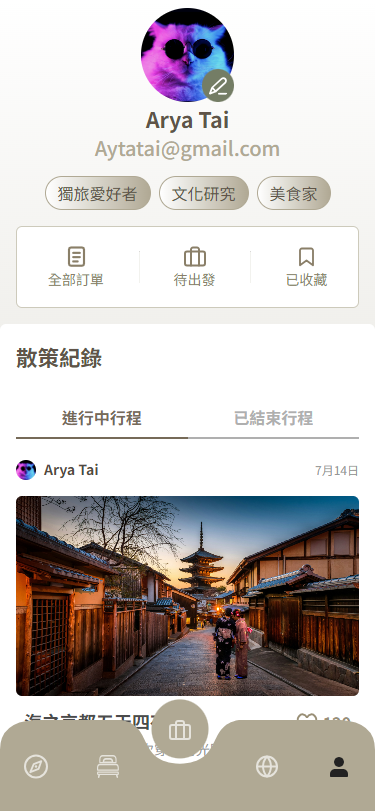 Arya Tai
Aytatai@gmail.com
獨旅愛好者 文化研究 美食家
全部訂單 待出發 已收藏
散策紀錄
進行中行程 已結束行程
Arya Tai 7月14日